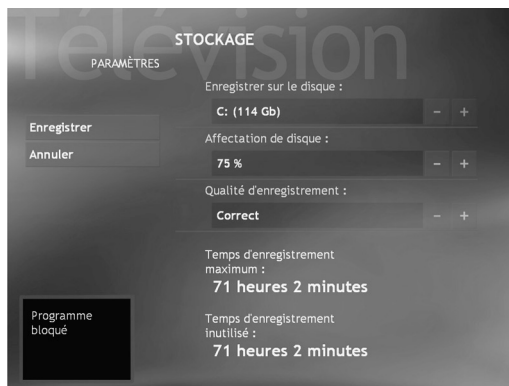 Télévision
STOCKAGE
PARAMÈTRES
Enregistrer sur le disque :
C: (114 Gb)
- +
Enregistrer
Affectation de disque :
Annuler
75 %
- +
Qualité d'enregistrement :
Correct
- +
Temps d'enregistrement
maximum :
71 heures 2 minutes
Programme
bloqué
Temps d'enregistrement
inutilisé :
71 heures 2 minutes